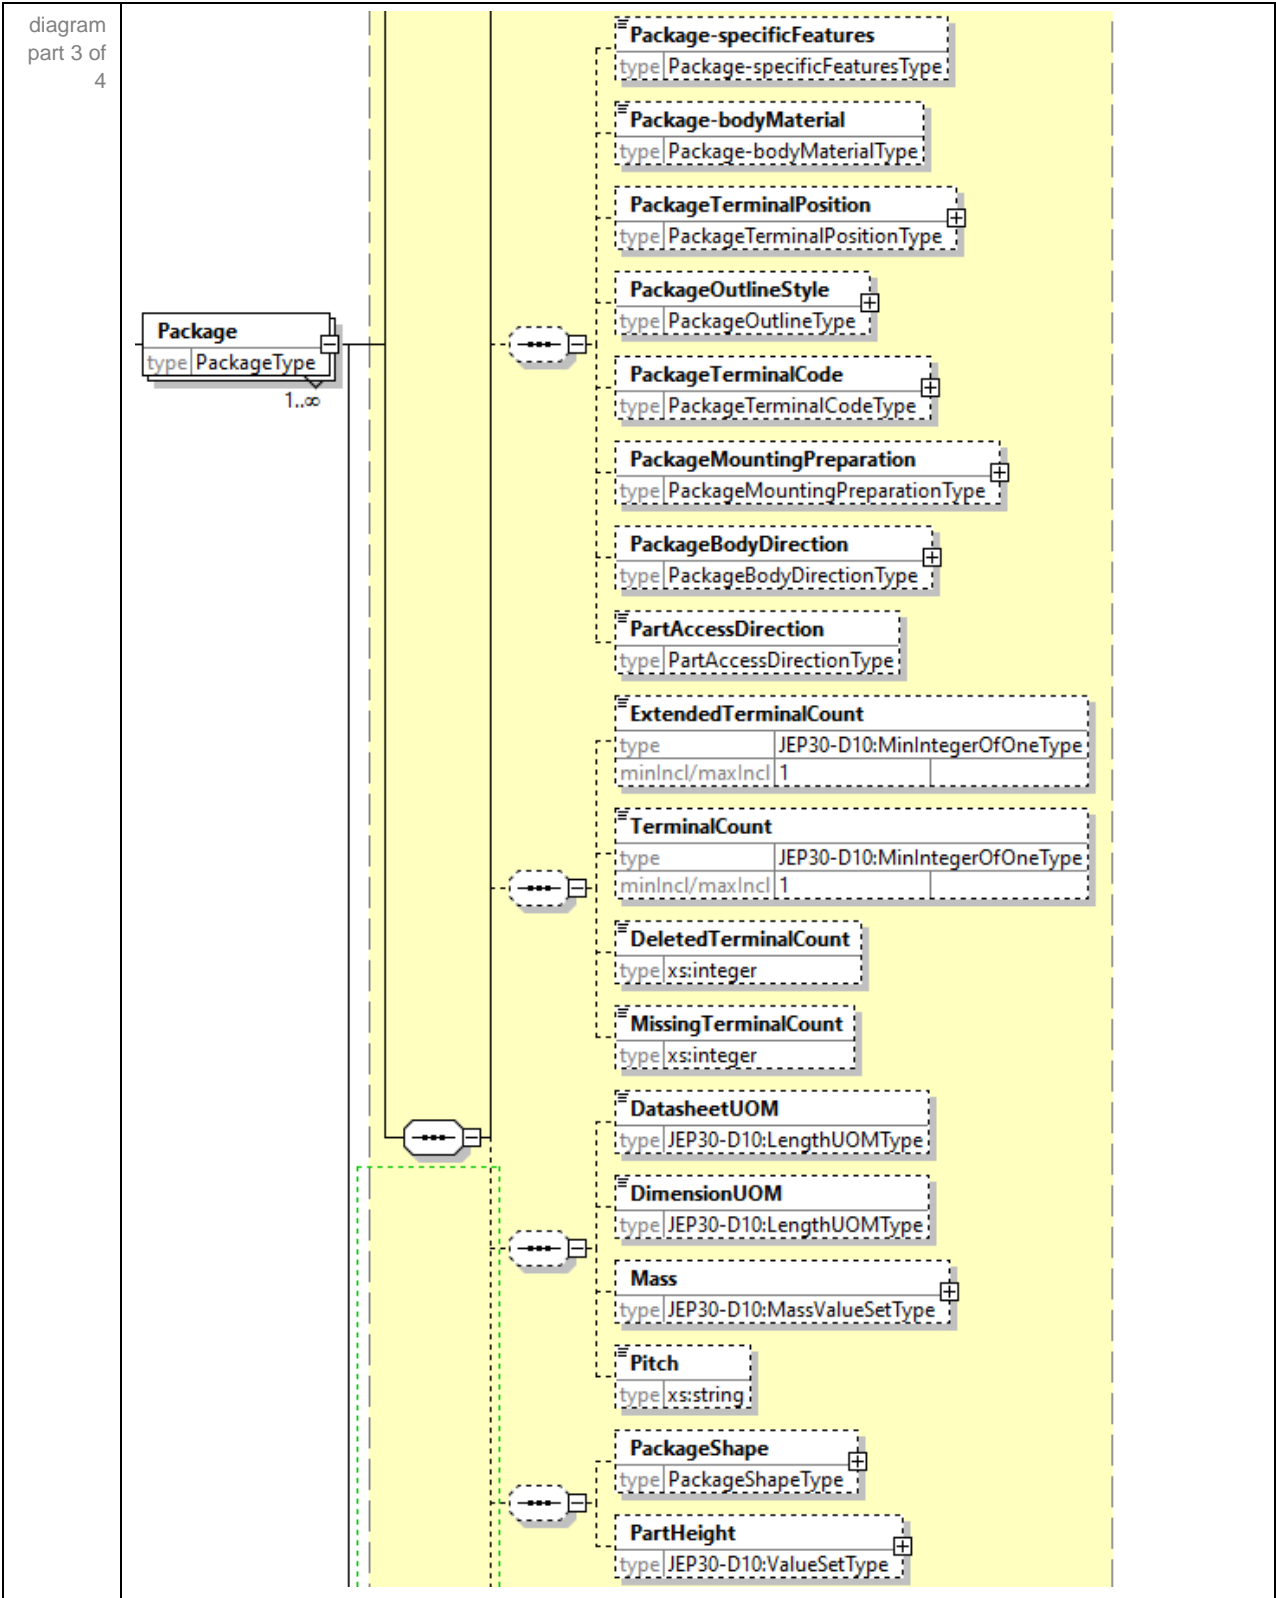 diagram
part 3 of
4
Package
type PackageType
1..∞
Package-specificFeatures
type Package-specificFeaturesType
Package-bodyMaterial
type Package-bodyMaterialType
PackageTerminalPosition
type PackageTerminalPositionType
PackageOutlineStyle
type PackageOutlineType
PackageTerminalCode
type PackageTerminalCodeType
PackageMountingPreparation
type PackageMountingPreparationType
PackageBodyDirection
type PackageBodyDirectionType
PartAccessDirection
type PartAccessDirectionType
ExtendedTerminalCount
type JEP30-D10:MinIntegerOfOneType
minIncl/maxIncl 1
TerminalCount
type JEP30-D10:MinIntegerOfOneType
minIncl/maxIncl 1
DeletedTerminalCount
type xs:integer
MissingTerminalCount
type xs:integer
DatasheetUOM
type JEP30-D10:LengthUOMType
DimensionUOM
type JEP30-D10:LengthUOMType
Mass
type JEP30-D10:MassValueSetType
Pitch
type xs:string
PackageShape
type PackageShapeType
PartHeight
type JEP30-D10:ValueSetType